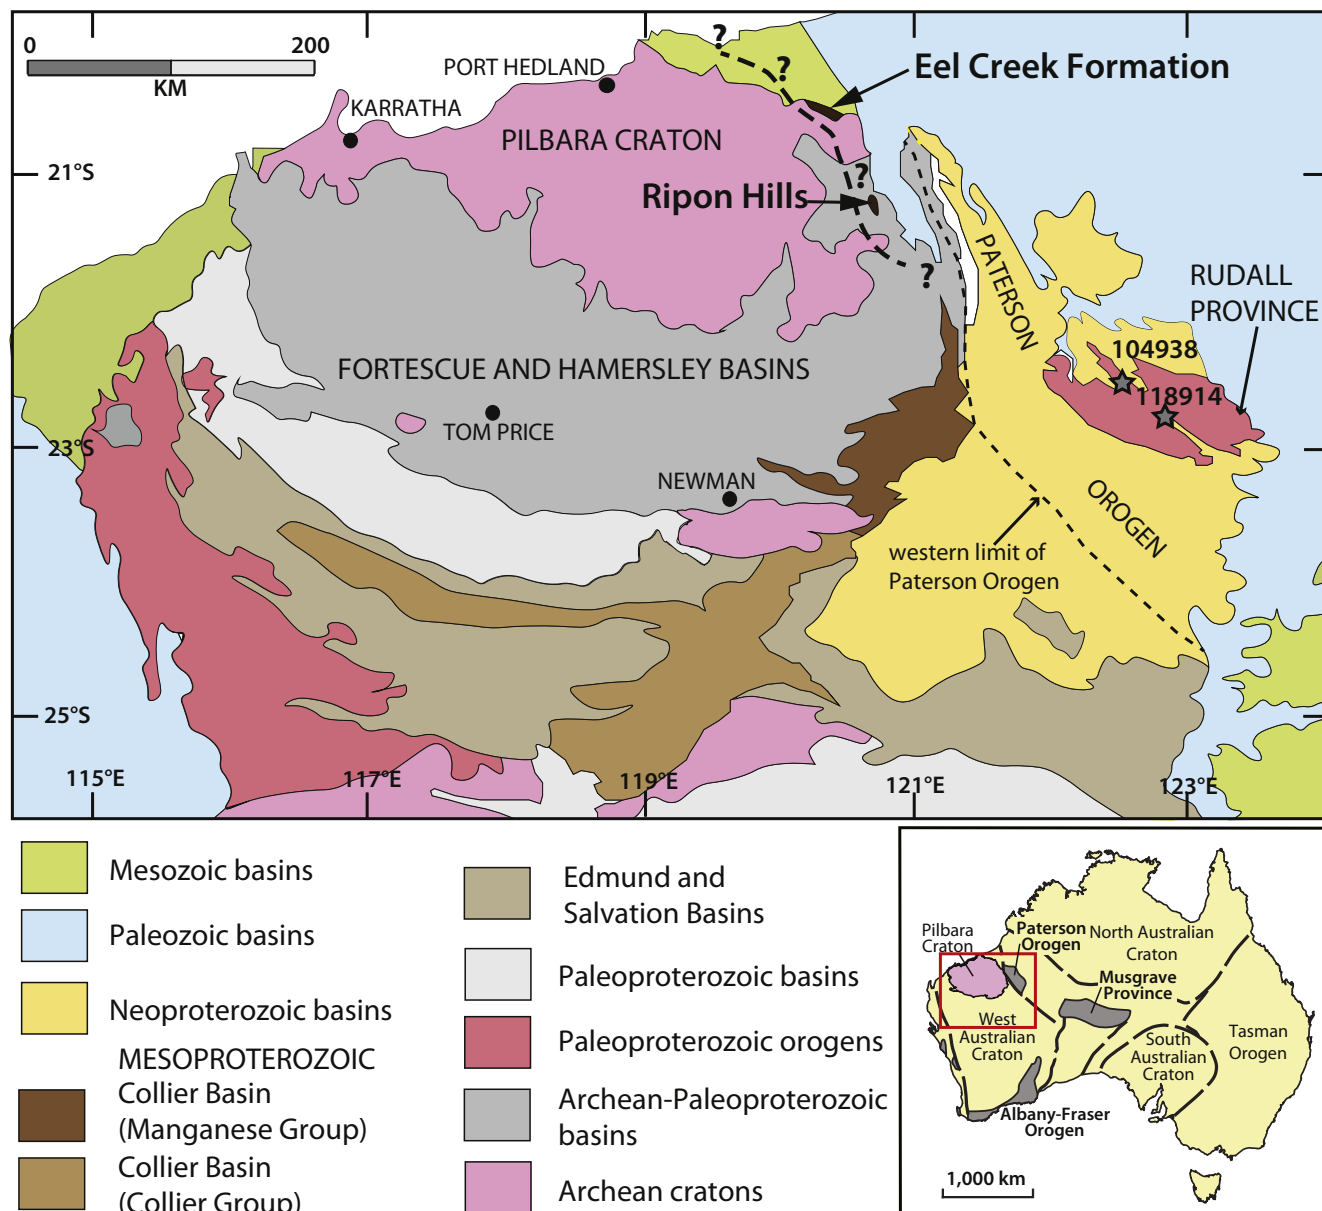 0
200
KM
PORT HEDLAND
KARRATHA
?
?
Eel Creek Formation
PILBARA CRATON
21°S
?
Ripon Hills
?
PATERSON
RUDALL
PROVINCE
104938
118914
FORTESCUE AND HAMERSLEY BASINS
TOM PRICE
23°S
NEWMAN
OROGEN
western limit of
Paterson Orogen
25°S
115°E
117°E
119°E
121°E
123°E
Mesozoic basins
Paleozoic basins
Neoproterozoic basins
MESOPROTEROZOIC
Collier Basin
(Manganese Group)
Collier Basin
(Collier Group)
Edmund and
Salvation Basins
Paleoproterozoic basins
Paleoproterozoic orogens
Archean-Paleoproterozoic
basins
Archean cratons
Pilbara
Craton
Paterson
Orogen
North Australian
Craton
Musgrave
Province
West
Australian
Craton
South
Australian
Craton
Tasman
Orogen
Albany-Fraser
Orogen
1,000 km